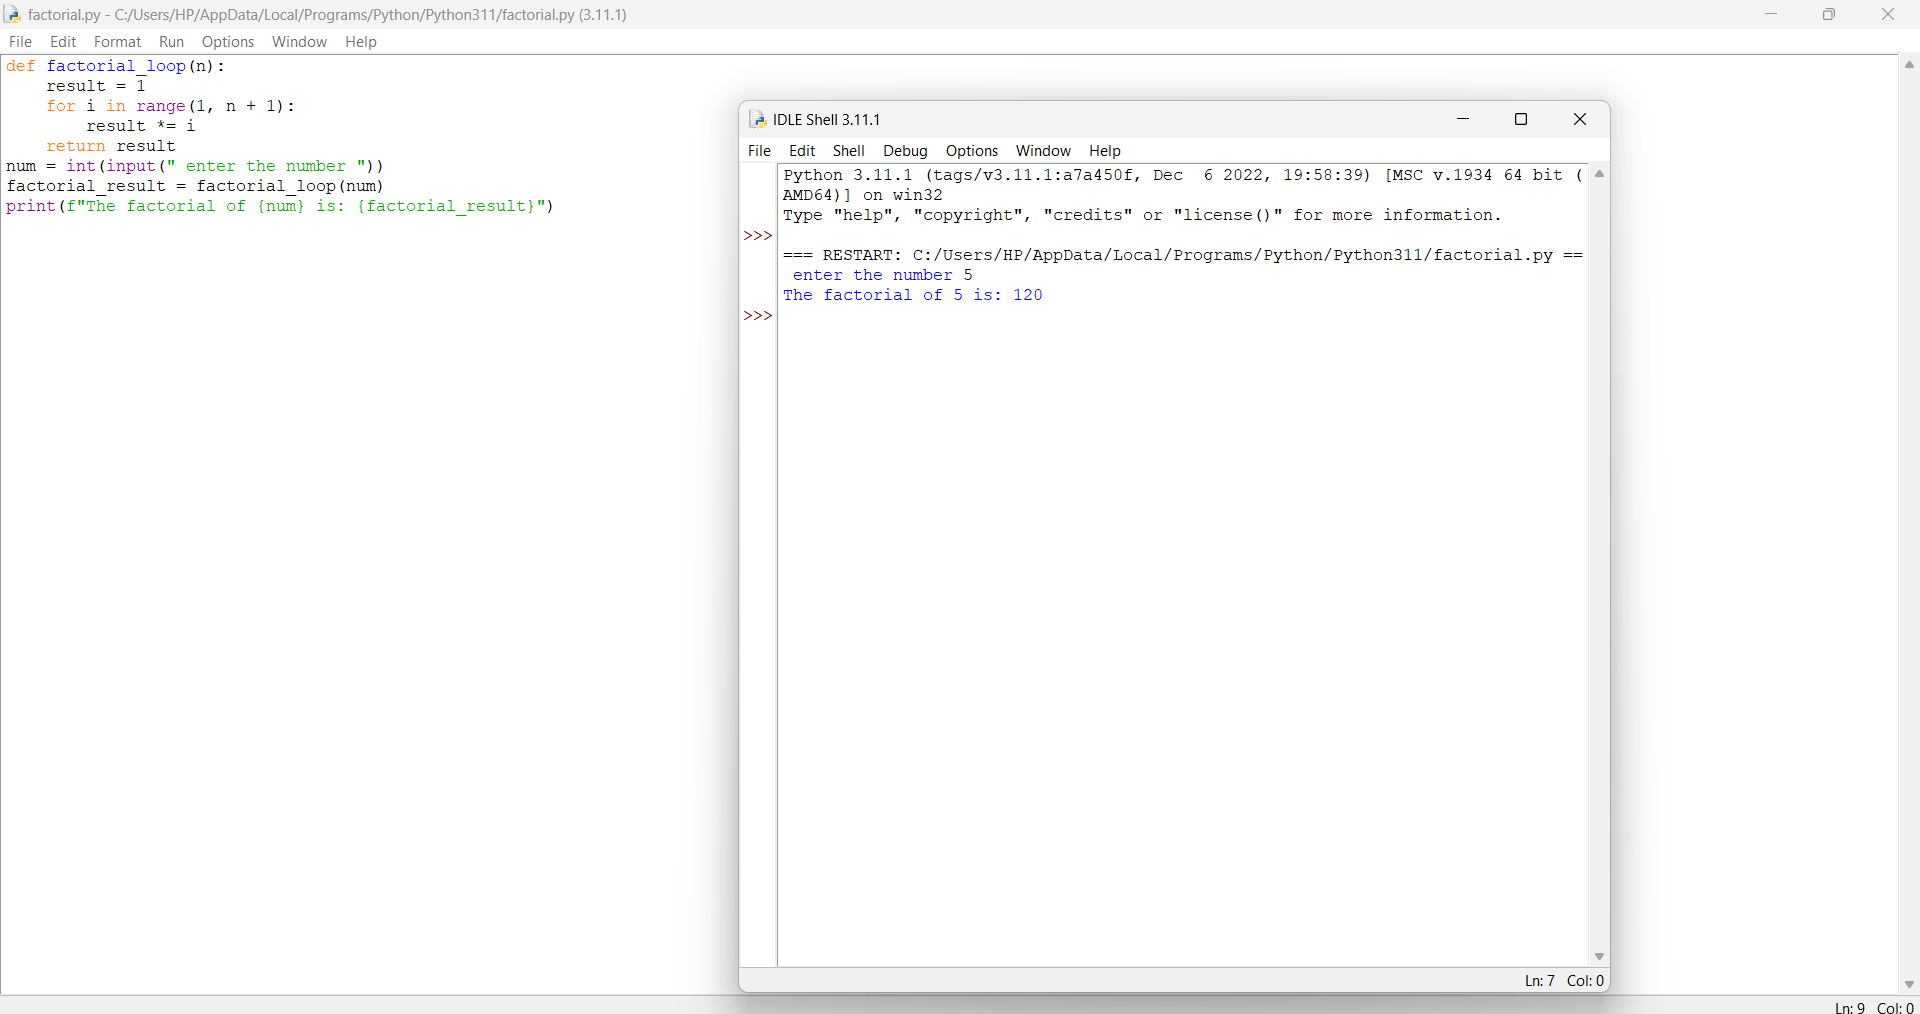 factorial.py - C:/Users/HP/AppData/Local/Programs/Python/Python311/factorial.py (3.11.1)
File Edit Format Run Options Window Help
def factorial_loop(n):
    result = 1
    for i in range(1, n + 1):
        result *= i
    return result
num = int(input(" enter the number "))
factorial_result = factorial_loop(num)
print(f"The factorial of {num} is: {factorial_result}")
IDLE Shell 3.11.1
File Edit Shell Debug Options Window Help
Python 3.11.1 (tags/v3.11.1:a7a450f, Dec  6 2022, 19:58:39) [MSC v.1934 64 bit (
AMD64)] on win32
Type "help", "copyright", "credits" or "license()" for more information.
>>>
=== RESTART: C:/Users/HP/AppData/Local/Programs/Python/Python311/factorial.py ==
 enter the number 5
The factorial of 5 is: 120
>>>
Ln: 7 Col: 0
Ln: 9 Col: 0